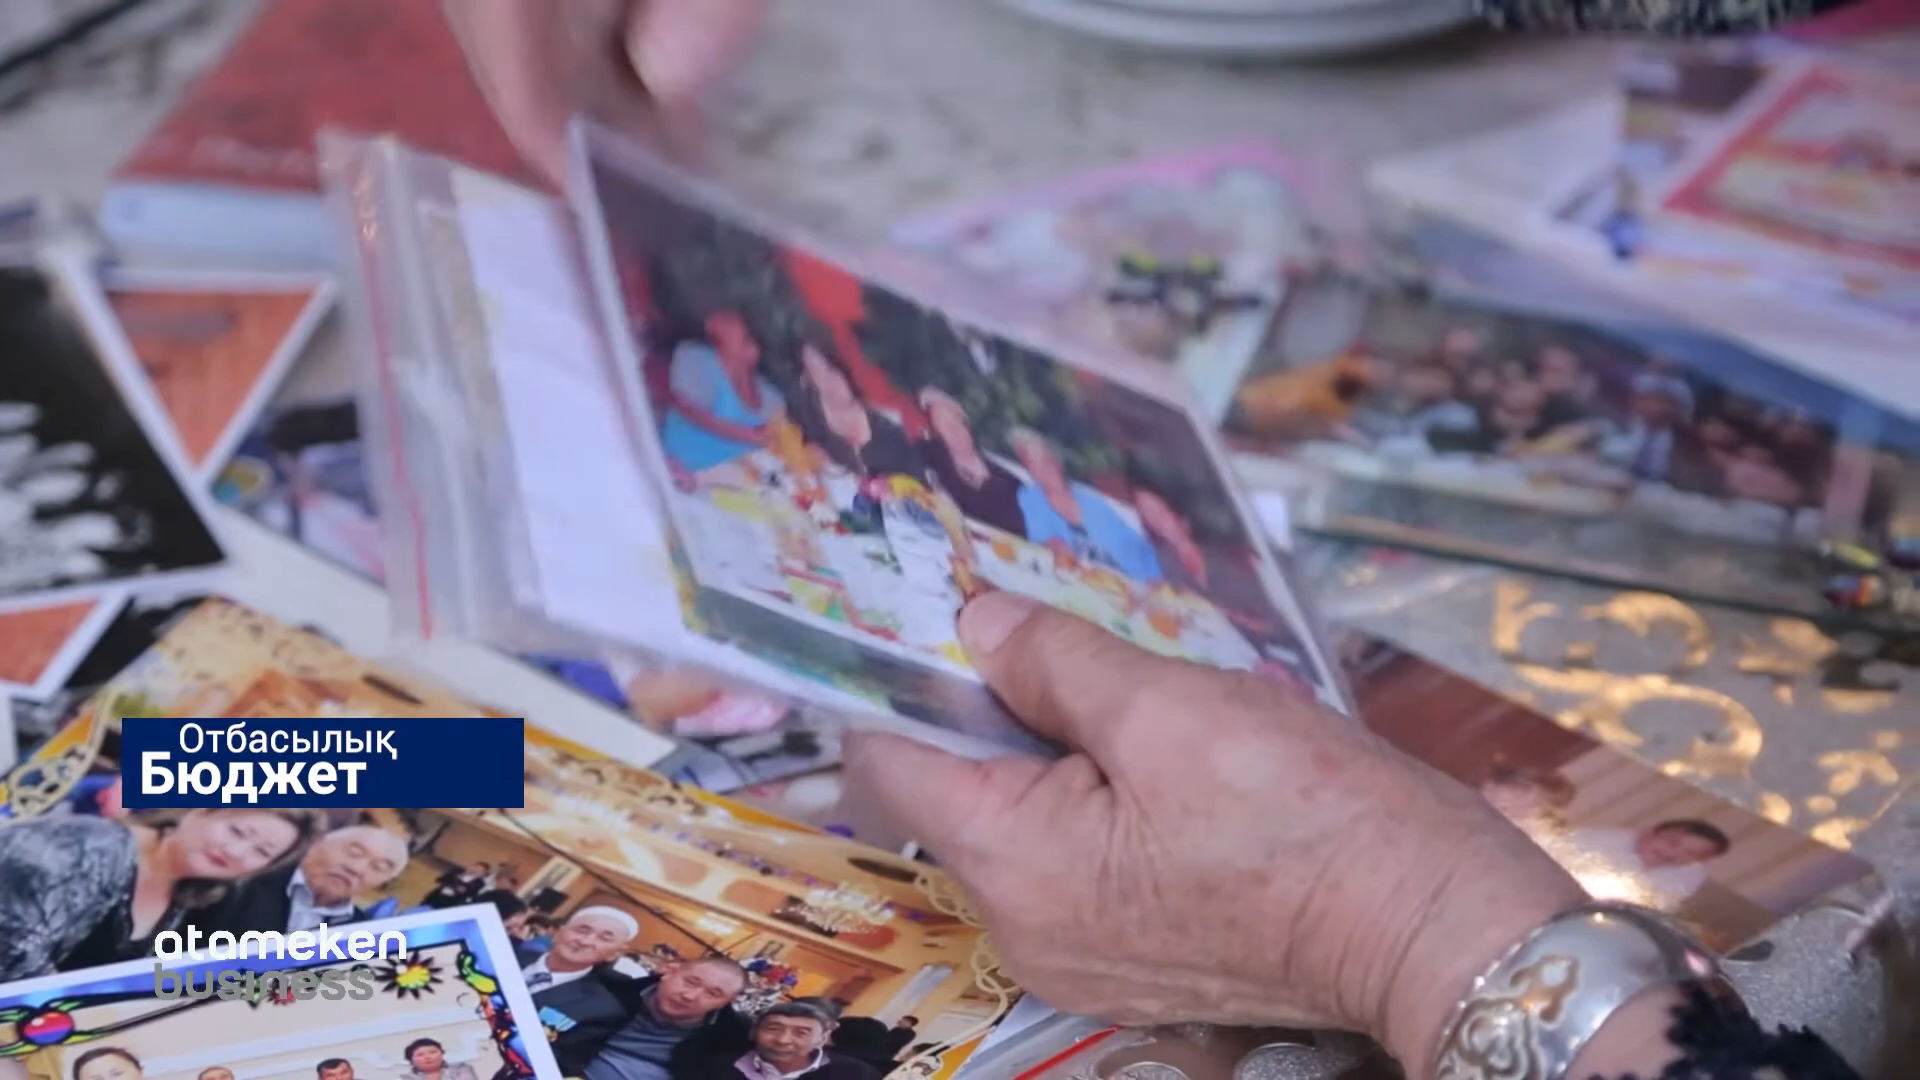 Отбасылық
Бюджет
atameken
business